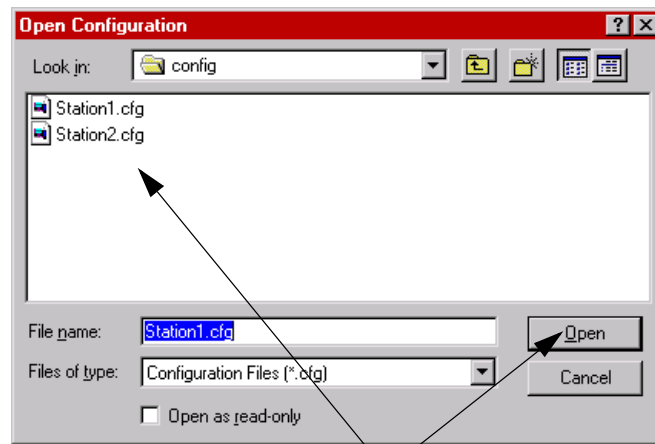 Open Configuration
Look in: config
Station1.cfg
Station2.cfg
File name: Station1.cfg Open
Files of type: Configuration Files (*.cfg) Cancel
Open as read-only